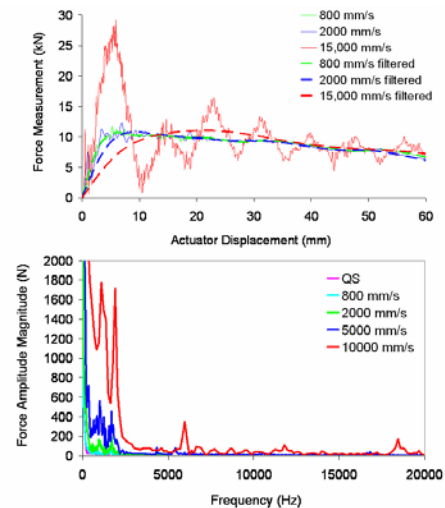 35
30
25
20
15
10
5
0
Force Measurement (kN)
800 mm/s
2000 mm/s
15,000 mm/s
800 mm/s filtered
2000 mm/s filtered
15,000 mm/s filtered
0 10 20 30 40 50 60
Actuator Displacement (mm)
2000
1800
1600
1400
1200
1000
800
600
400
200
0
Force Amplitude Magnitude (N)
QS
800 mm/s
2000 mm/s
5000 mm/s
10000 mm/s
0 5000 10000 15000 20000
Frequency (Hz)